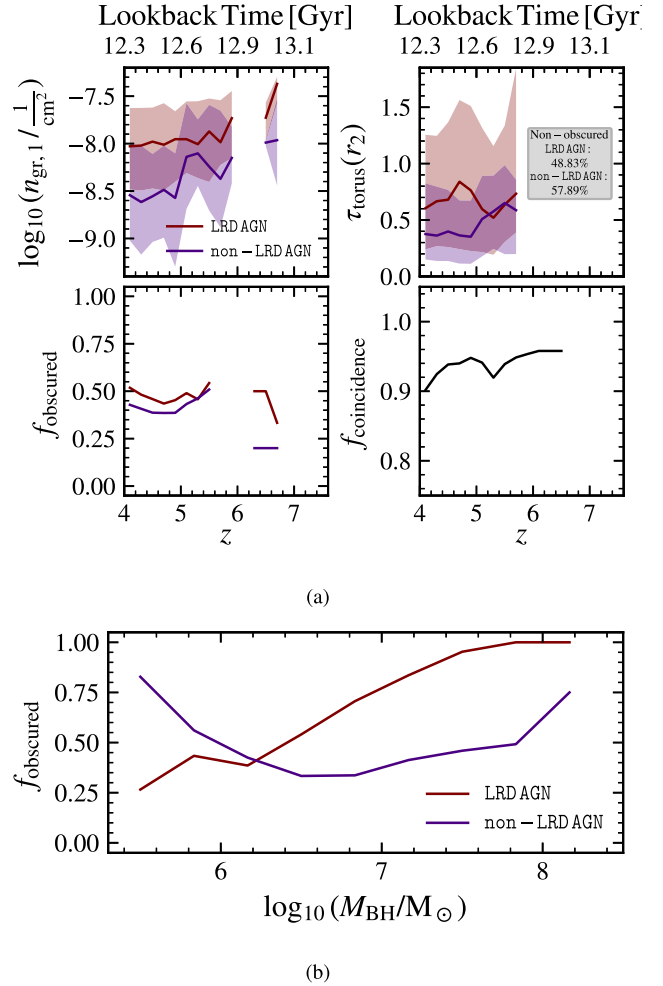 Lookback Time [Gyr]
12.3 12.6 12.9 13.1
log10(ngr,1 / 1/cm²)
−7.5
−8.0
−8.5
−9.0
LRD AGN
non−LRD AGN
Lookback Time [Gyr]
12.3 12.6 12.9 13.1
τtorus(r2)
1.5
1.0
0.5
0.0
Non−obscured
LRD AGN:
48.83%
non−LRD AGN:
57.89%
fobscured
1.00
0.75
0.50
0.25
0.00
4 5 6 7
z
fcoincidence
1.0
0.9
0.8
4 5 6 7
z
(a)
fobscured
1.00
0.75
0.50
0.25
0.00
LRD AGN
non−LRD AGN
6 7 8
log10(MBH/M⊙)
(b)